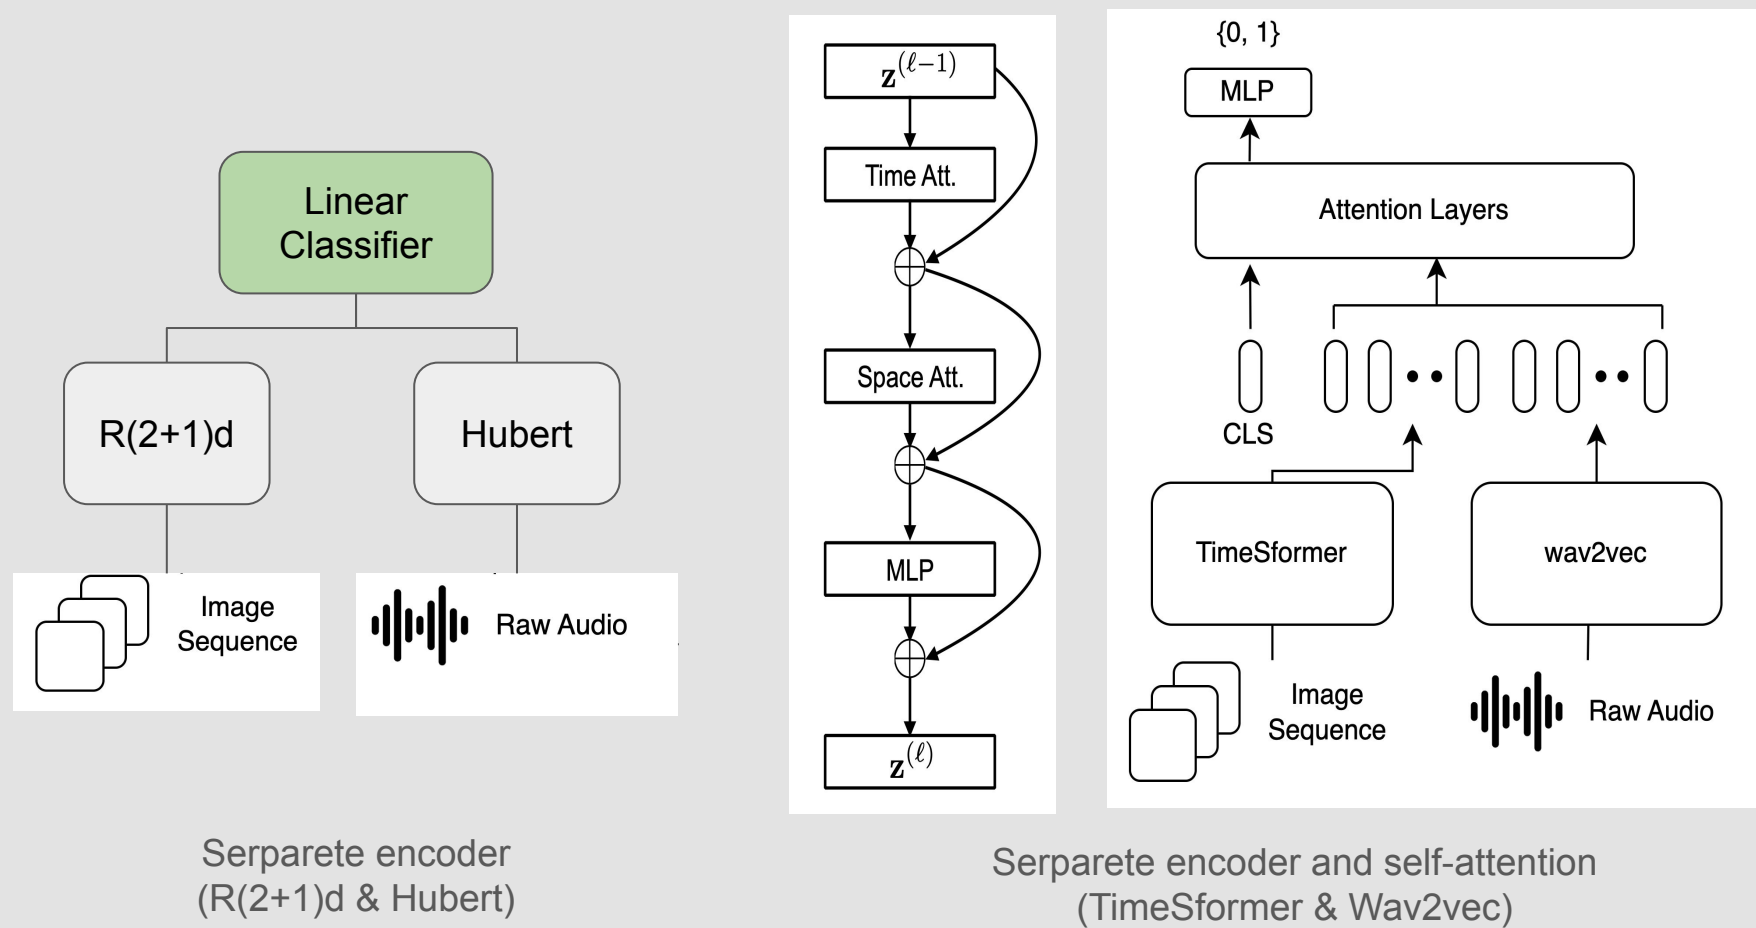 Linear
Classifier
R(2+1)d
Hubert
Image
Sequence
Raw Audio
Serparete encoder
(R(2+1)d & Hubert)
z^(ℓ−1)
Time Att.
Space Att.
MLP
z^(ℓ)
{0, 1}
MLP
Attention Layers
CLS
TimeSformer
wav2vec
Image
Sequence
Raw Audio
Serparete encoder and self-attention
(TimeSformer & Wav2vec)